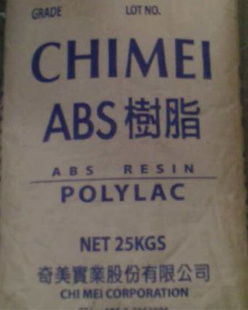 GRADE LOT NO.
CHIMEI
ABS 樹脂
ABS RESIN
POLYLAC
NET 25KGS
奇美實業股份有限公司
CHI MEI CORPORATION